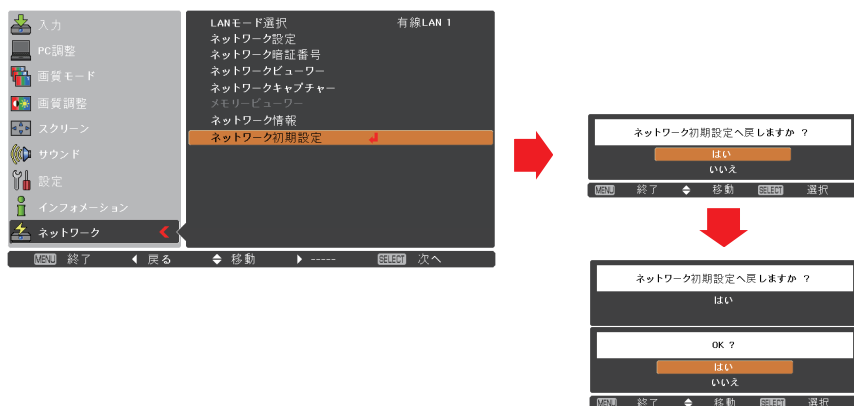 入力
PC調整
画質モード
画質調整
スクリーン
サウンド
設定
インフォメーション
ネットワーク
LANモード選択 有線LAN 1
ネットワーク設定
ネットワーク暗証番号
ネットワークビューワー
ネットワークキャプチャー
メモリービューワー
ネットワーク情報
ネットワーク初期設定
MENU 終了 戻る 移動 ----- SELECT 次へ
ネットワーク初期設定へ戻しますか ?
はい
いいえ
MENU 終了 移動 SELECT 選択
ネットワーク初期設定へ戻しますか ?
はい
OK ?
はい
いいえ
MENU 終了 移動 SELECT 選択